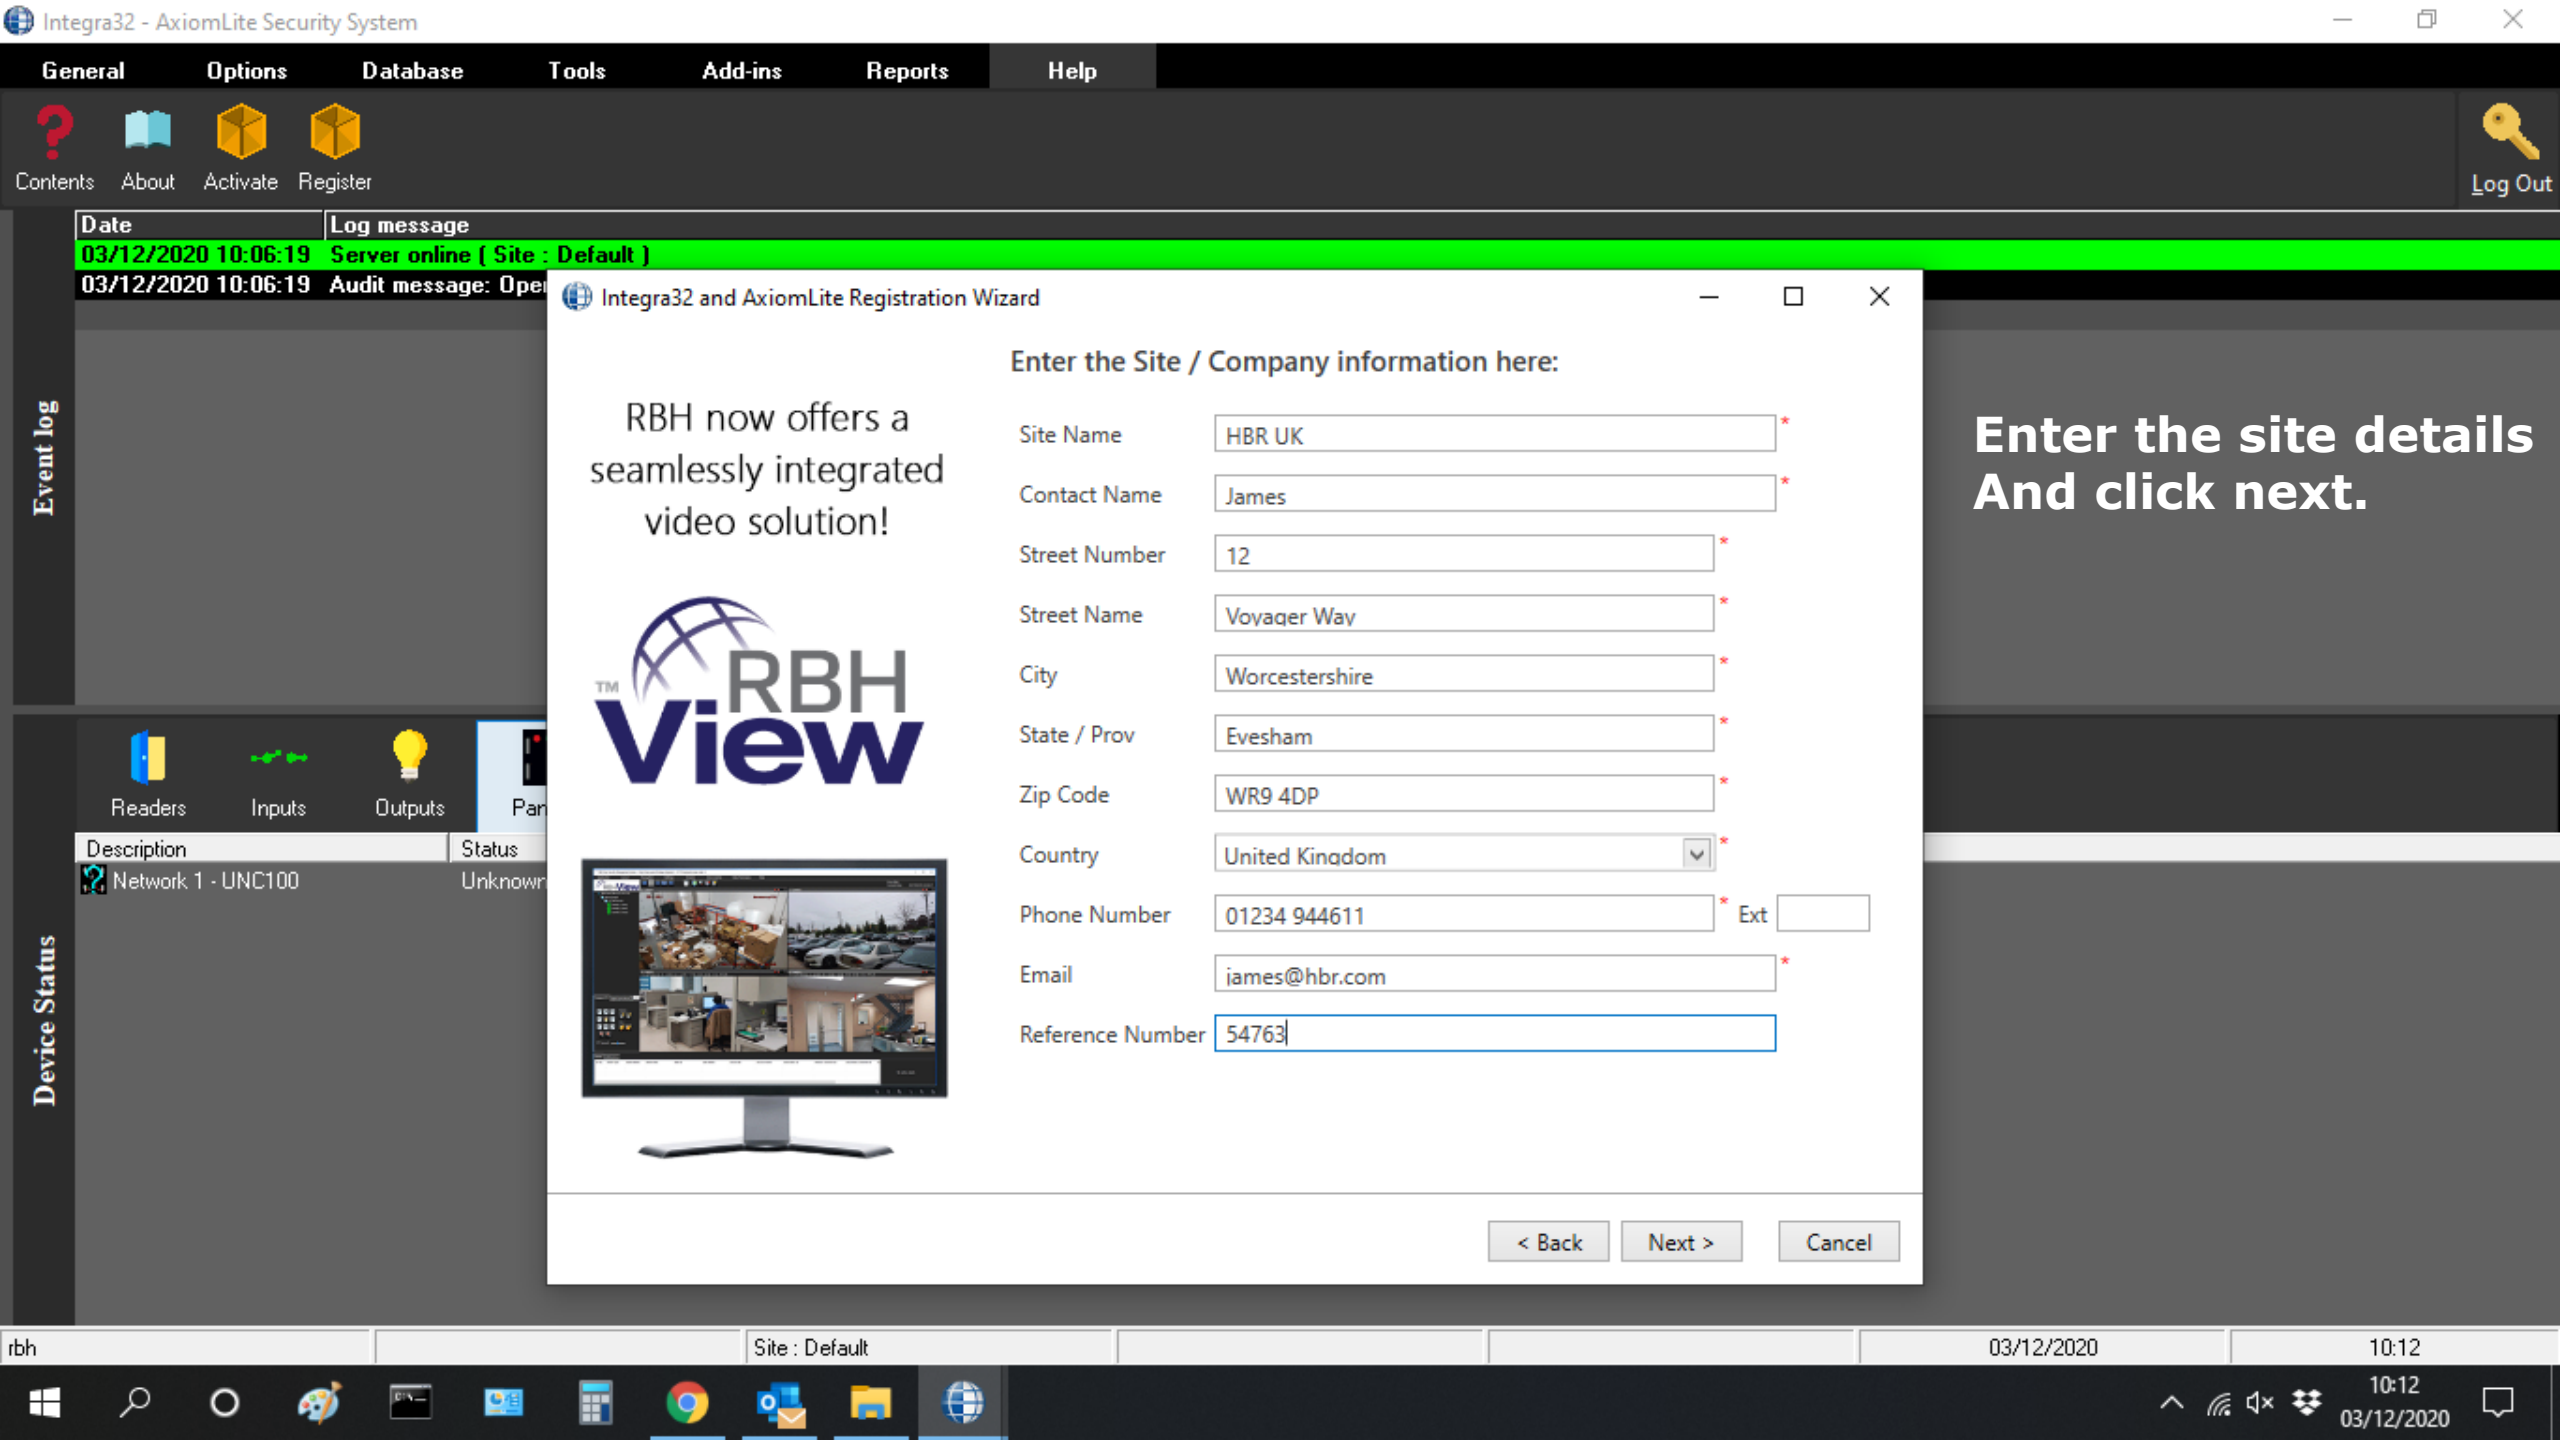 Integra32 - AxiomLite Security System
General Options Database Tools Add-ins Reports Help
Contents About Activate Register
Log Out
Date Log message
03/12/2020 10:06:19 Server online ( Site : Default )
03/12/2020 10:06:19 Audit message: Oper
Event log
Integra32 and AxiomLite Registration Wizard
RBH now offers a
seamlessly integrated
video solution!
TM
RBH
View
Enter the Site / Company information here:
Site Name HBR UK *
Contact Name James *
Street Number 12 *
Street Name Voyager Way *
City Worcestershire *
State / Prov Evesham *
Zip Code WR9 4DP *
Country United Kingdom *
Phone Number 01234 944611 * Ext
Email james@hbr.com *
Reference Number 54763
< Back Next > Cancel
Enter the site details
And click next.
Readers Inputs Outputs Pan
Description Status
Network 1 - UNC100 Unknown
Device Status
rbh Site : Default 03/12/2020 10:12
10:12
03/12/2020